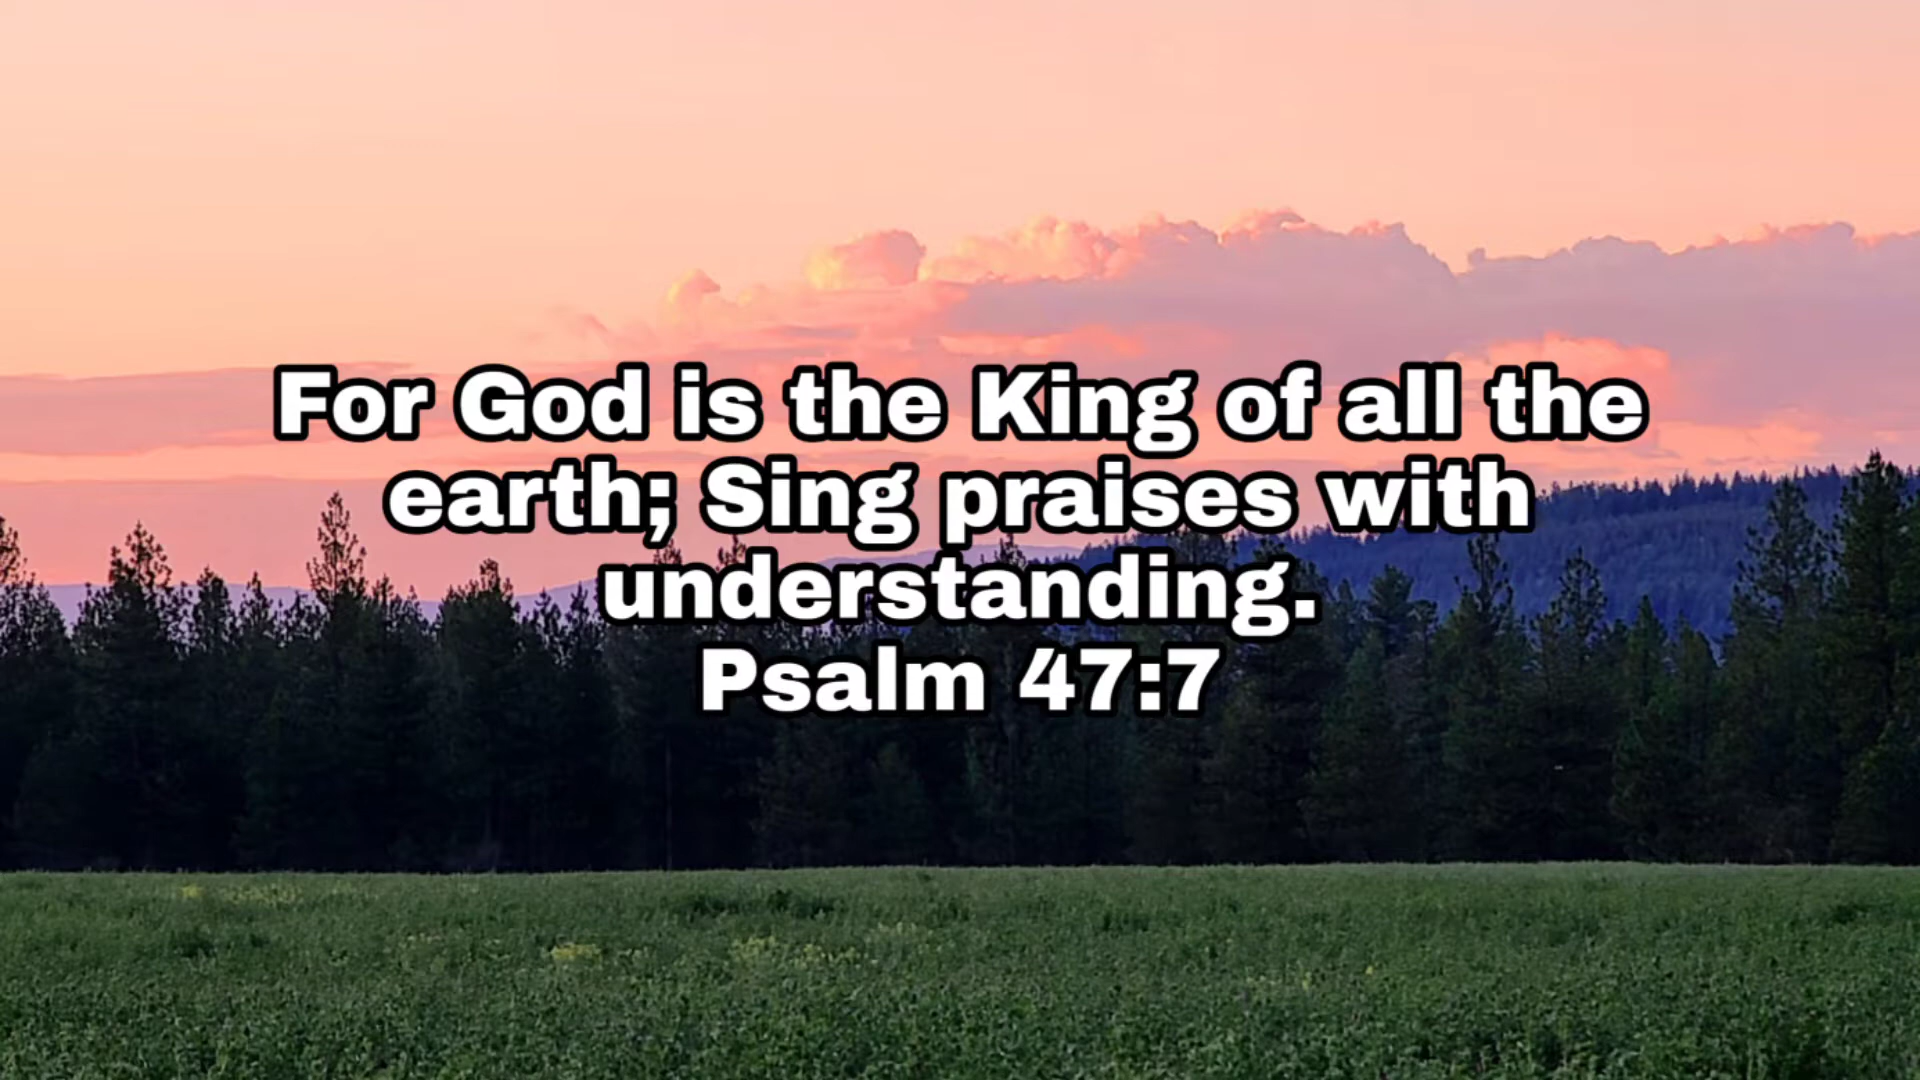 For God is the King of all the
earth; Sing praises with
understanding.
Psalm 47:7